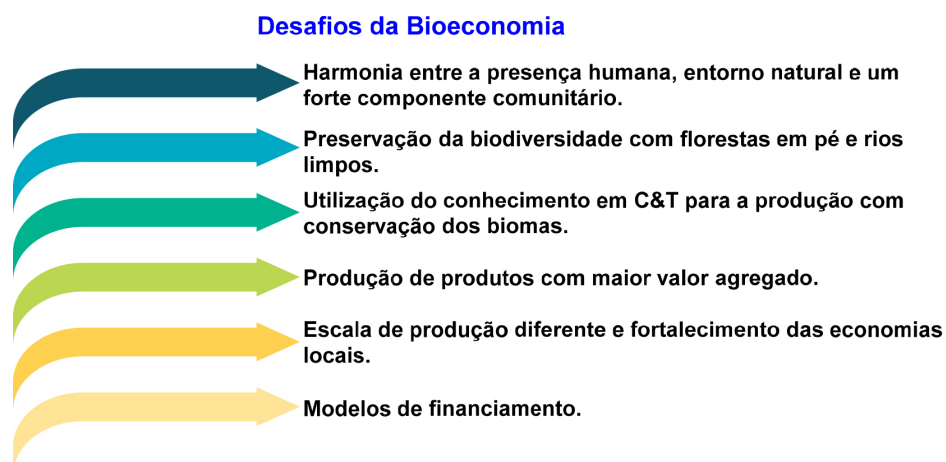 Desafios da Bioeconomia
Harmonia entre a presença humana, entorno natural e um
forte componente comunitário.
Preservação da biodiversidade com florestas em pé e rios
limpos.
Utilização do conhecimento em C&T para a produção com
conservação dos biomas.
Produção de produtos com maior valor agregado.
Escala de produção diferente e fortalecimento das economias
locais.
Modelos de financiamento.